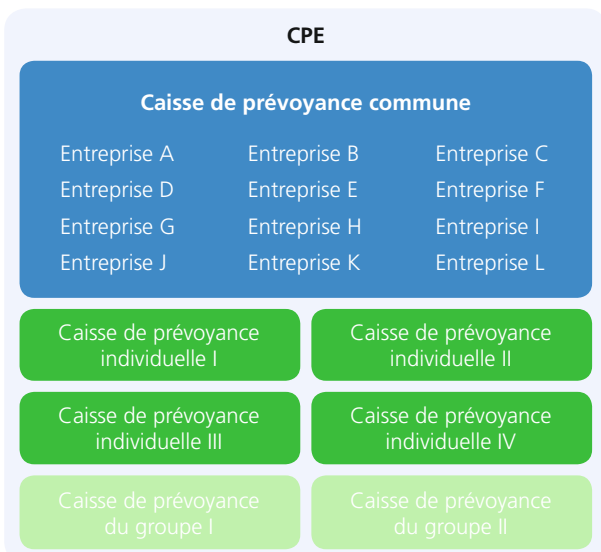 CPE
Caisse de prévoyance commune
Entreprise A Entreprise B Entreprise C
Entreprise D Entreprise E Entreprise F
Entreprise G Entreprise H Entreprise I
Entreprise J Entreprise K Entreprise L
Caisse de prévoyance
individuelle I
Caisse de prévoyance
individuelle II
Caisse de prévoyance
individuelle III
Caisse de prévoyance
individuelle IV
Caisse de prévoyance
du groupe I
Caisse de prévoyance
du groupe II